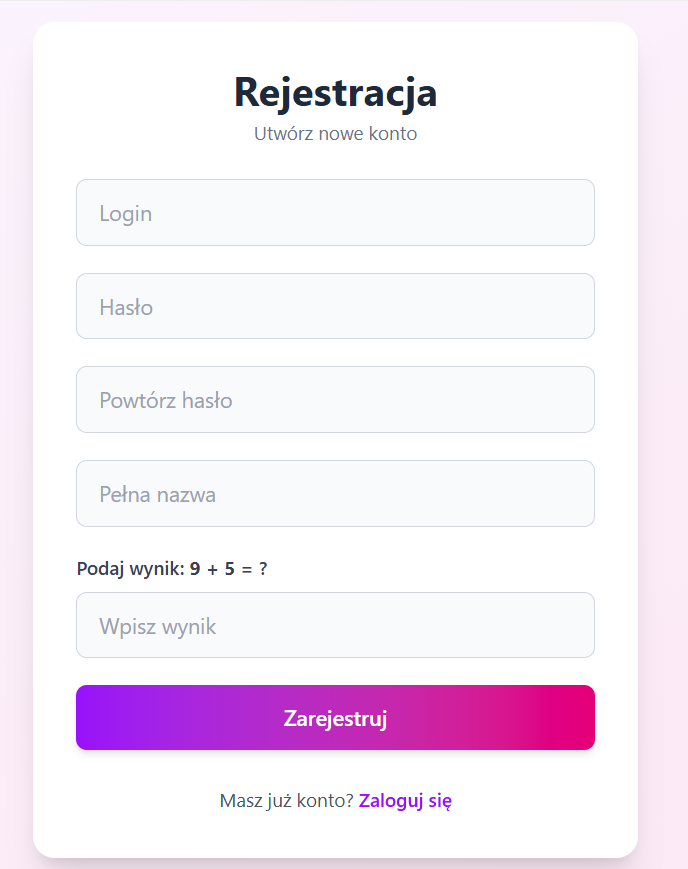 Rejestracja
Utwórz nowe konto
Login
Hasło
Powtórz hasło
Pełna nazwa
Podaj wynik: 9 + 5 = ?
Wpisz wynik
Zarejestruj
Masz już konto? Zaloguj się